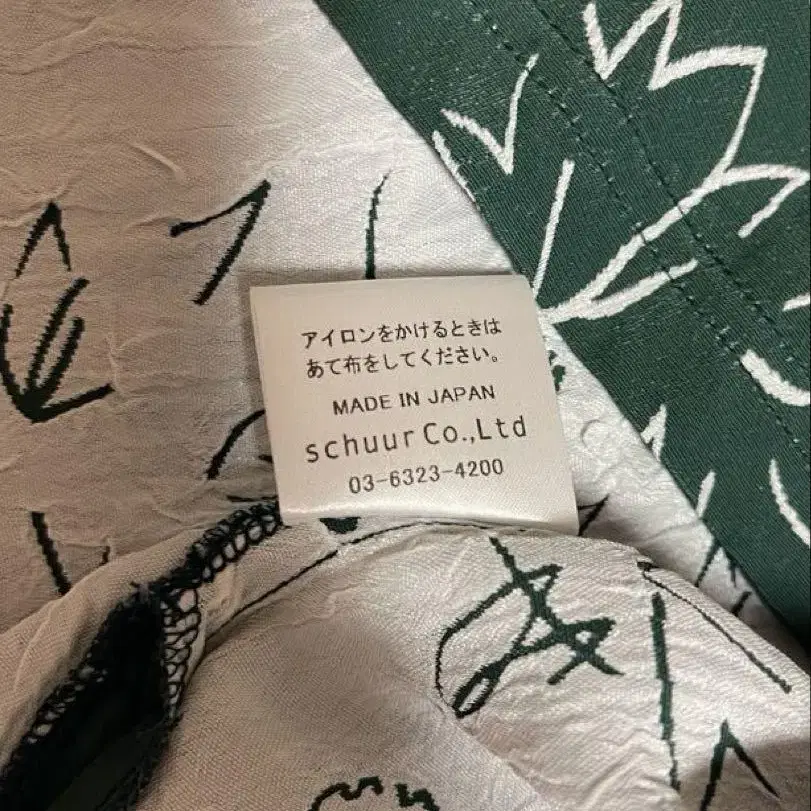 アイロンをかけるときは
あて布をしてください。
MADE IN JAPAN
schuur Co.,Ltd
03-6323-4200